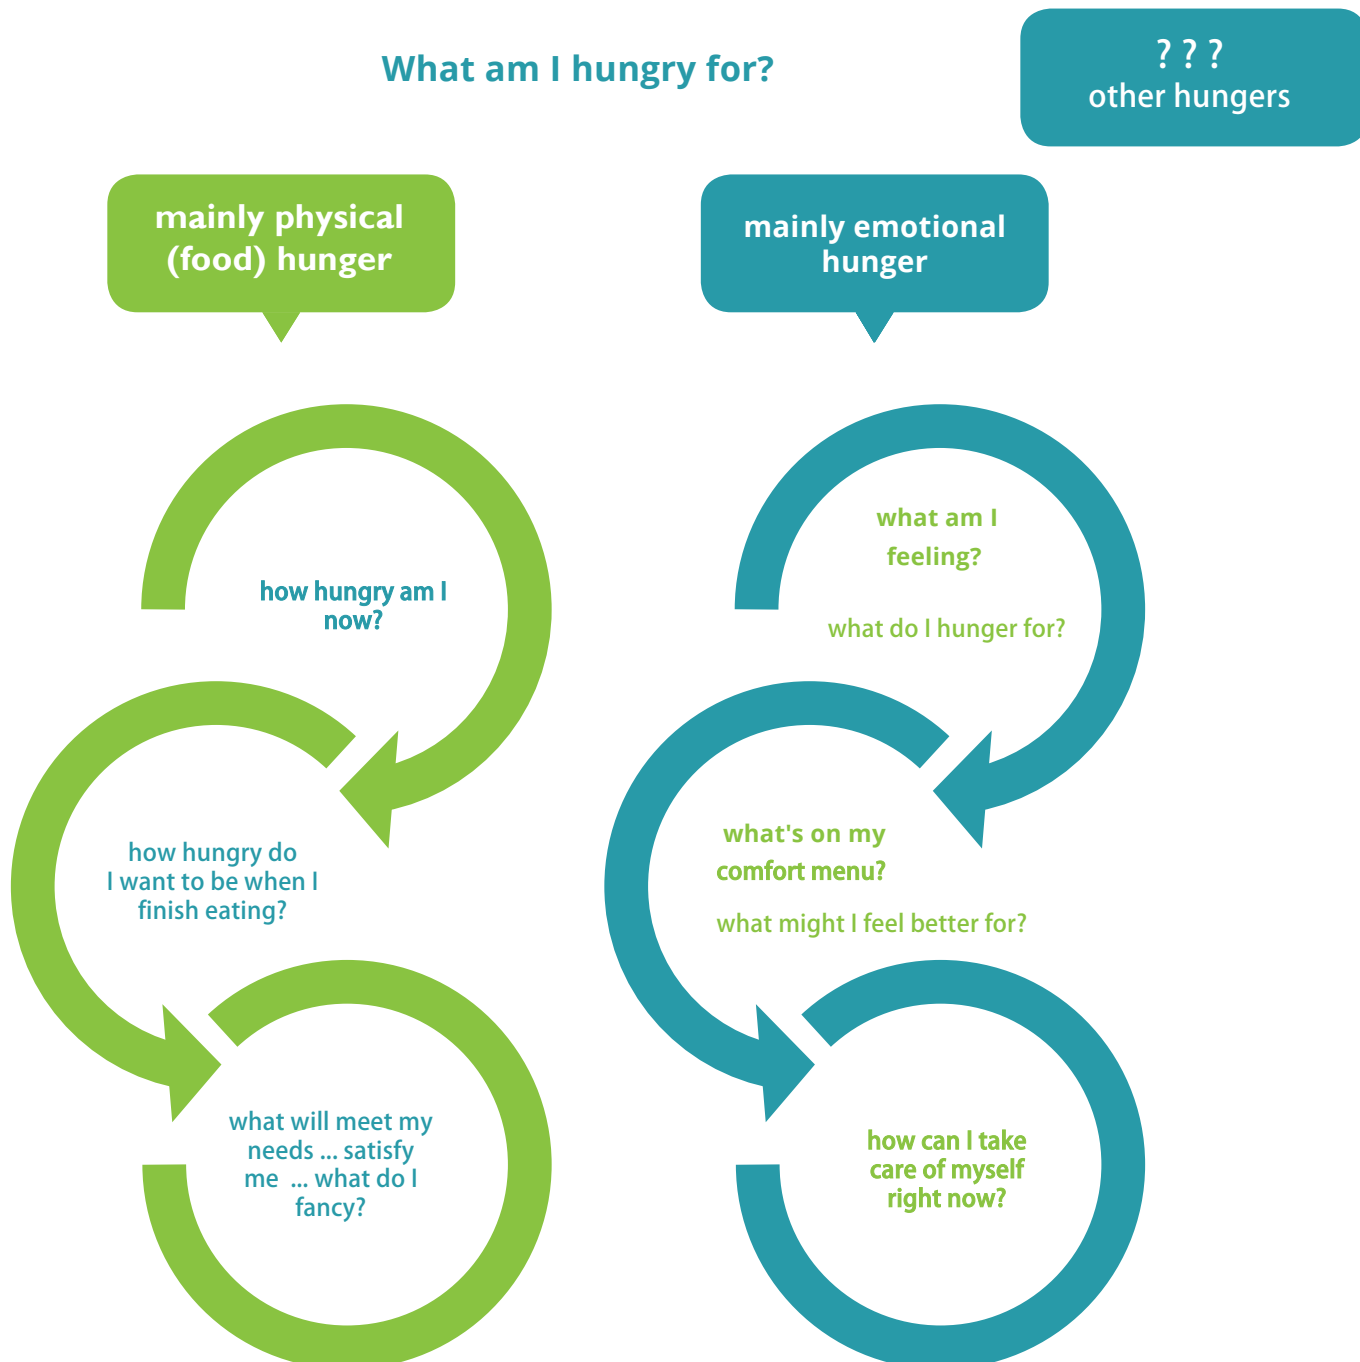 What am I hungry for?
? ? ?
other hungers
mainly physical
(food) hunger
mainly emotional
hunger
how hungry am I
now?
how hungry do
I want to be when I
finish eating?
what will meet my
needs ... satisfy
me ... what do I
fancy?
what am I
feeling?
what do I hunger for?
what's on my
comfort menu?
what might I feel better for?
how can I take
care of myself
right now?